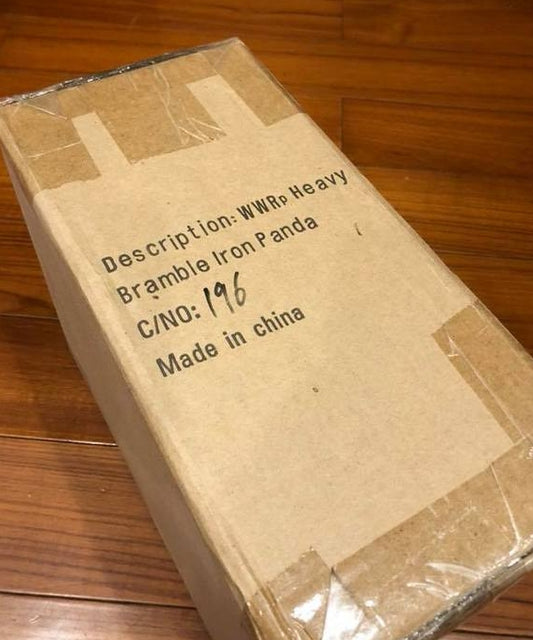 Description: WWRp Heavy
Bramble Iron Panda
C/NO: 196
Made in china